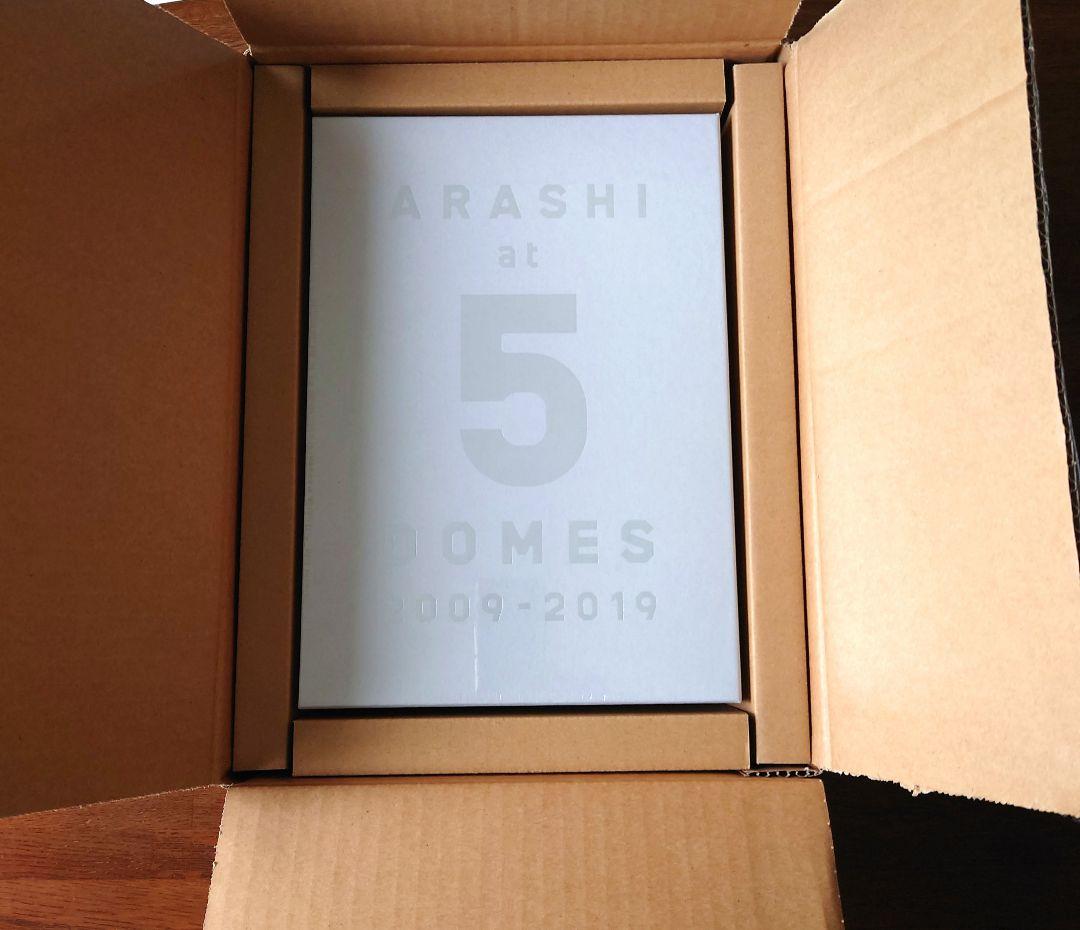 ARASHI
at
5
DOMES
2009-2019